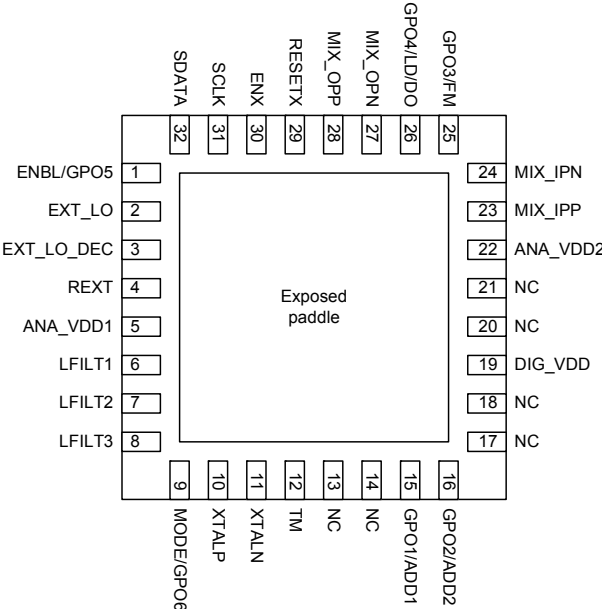 SDATA
SCLK
ENX
RESETX
MIX_OPP
MIX_OPN
GPO4/LD/DO
GPO3/FM
32
31
30
29
28
27
26
25
ENBL/GPO5 1
EXT_LO 2
EXT_LO_DEC 3
REXT 4
ANA_VDD1 5
LFILT1 6
LFILT2 7
LFILT3 8
Exposed
paddle
24 MIX_IPN
23 MIX_IPP
22 ANA_VDD2
21 NC
20 NC
19 DIG_VDD
18 NC
17 NC
9
10
11
12
13
14
15
16
MODE/GPO6
XTALP
XTALN
TM
NC
NC
GPO1/ADD1
GPO2/ADD2